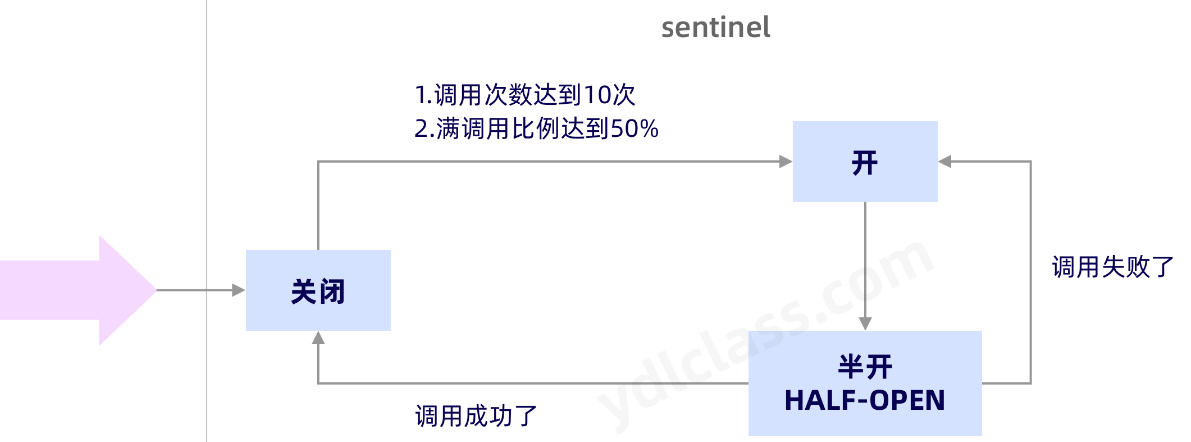 sentinel
1.调用次数达到10次
2.满调用比例达到50%
开
关闭
调用失败了
半开
HALF-OPEN
调用成功了
ydlclass.com